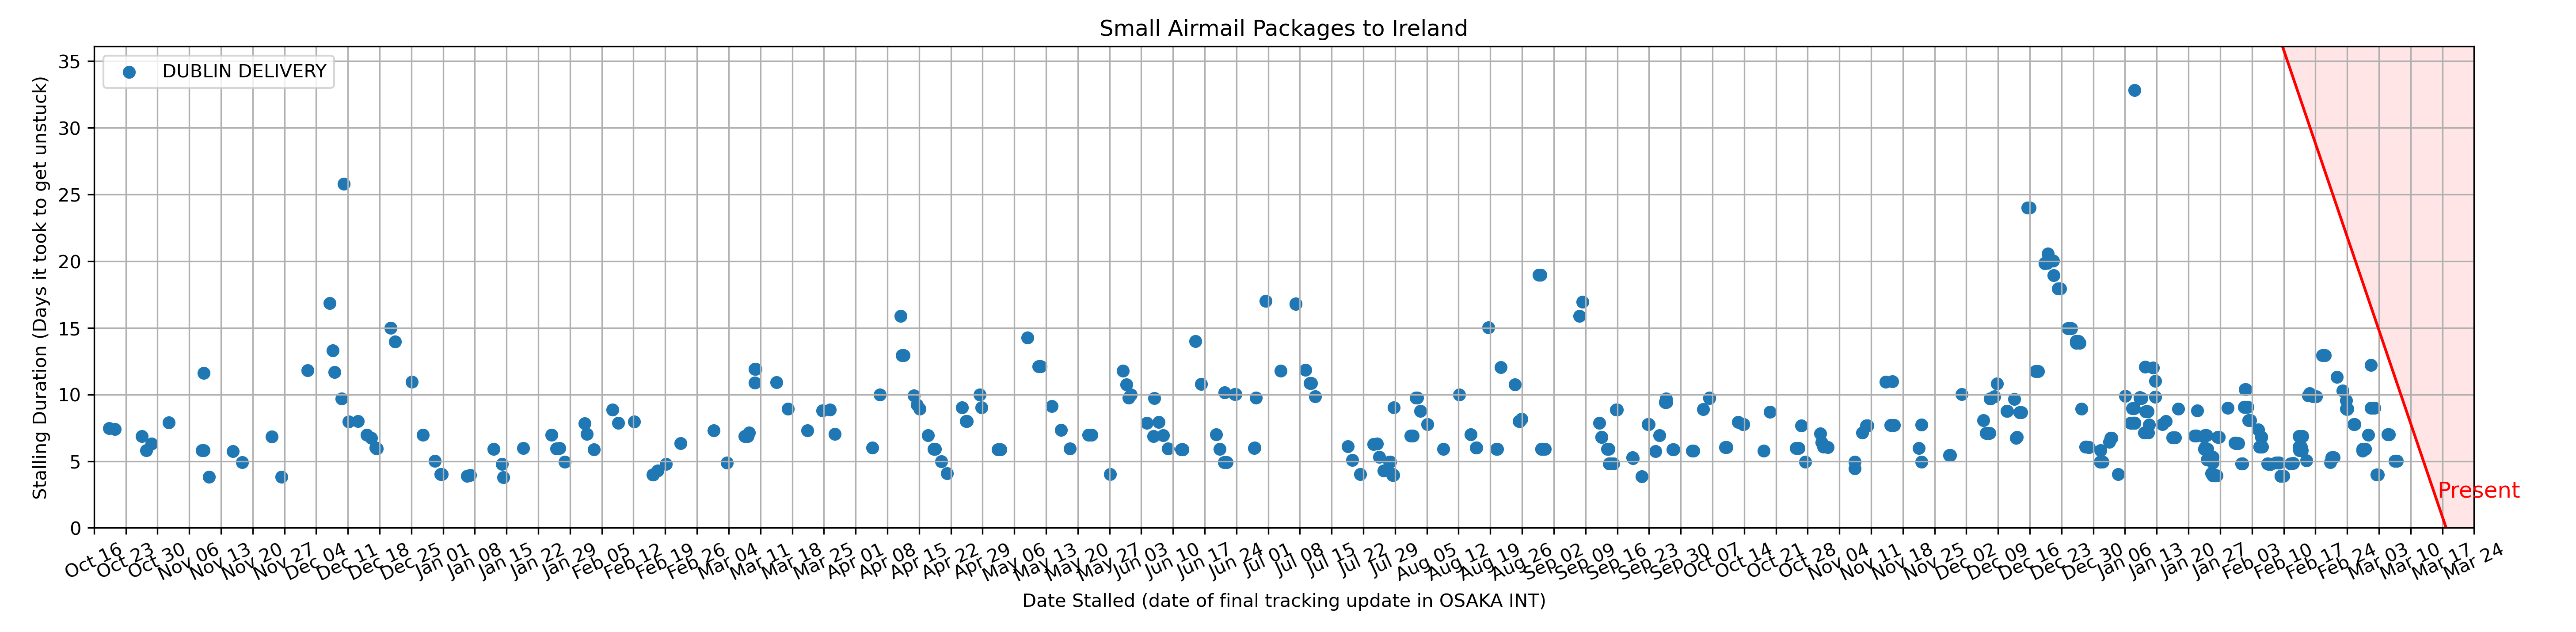 Small Airmail Packages to Ireland
DUBLIN DELIVERY
Stalling Duration (Days it took to get unstuck)
35
30
25
20
15
10
5
0
Present
Oct 16
Oct 23
Oct 30
Nov 06
Nov 13
Nov 20
Nov 27
Dec 04
Dec 11
Dec 18
Dec 25
Jan 01
Jan 08
Jan 15
Jan 22
Jan 29
Feb 05
Feb 12
Feb 19
Feb 26
Mar 04
Mar 11
Mar 18
Mar 25
Apr 01
Apr 08
Apr 15
Apr 22
Apr 29
May 06
May 13
May 20
May 27
Jun 03
Jun 10
Jun 17
Jun 24
Jul 01
Jul 08
Jul 15
Jul 22
Jul 29
Aug 05
Aug 12
Aug 19
Aug 26
Sep 02
Sep 09
Sep 16
Sep 23
Sep 30
Oct 07
Oct 14
Oct 21
Oct 28
Nov 04
Nov 11
Nov 18
Nov 25
Dec 02
Dec 09
Dec 16
Dec 23
Dec 30
Jan 06
Jan 13
Jan 20
Jan 27
Feb 03
Feb 10
Feb 17
Feb 24
Mar 03
Mar 10
Mar 17
Mar 24
Date Stalled (date of final tracking update in OSAKA INT)